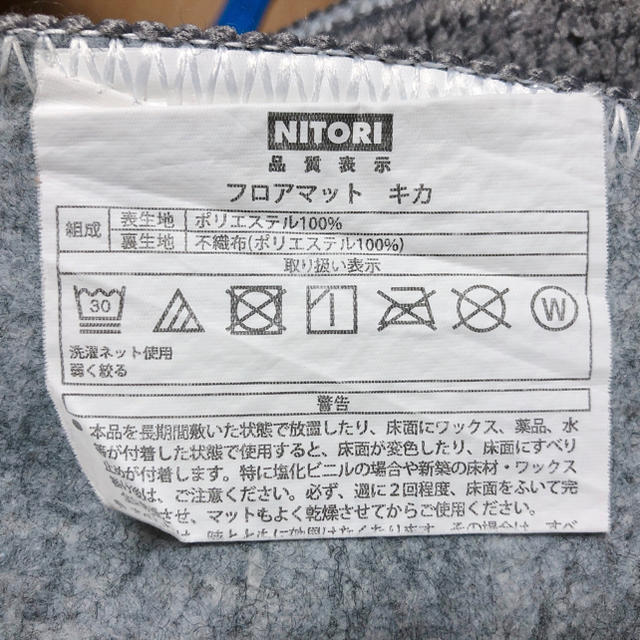 NITORI
品質表示
フロアマット キカ
組成 表生地 ポリエステル100%
裏生地 不織布(ポリエステル100%)
取り扱い表示
30
W
洗濯ネット使用
弱く絞る
警告
本品を長期間敷いた状態で放置したり、床面にワックス、薬品、水
が付着した状態で使用すると、床面が変色したり、床面にすべり
止めが付着します。特に塩化ビニルの場合や新築の床材・ワックス
は、ご注意ください。必ず、週に2回程度、床面をふいて完
させ、マットもよく乾燥させてからご使用ください。